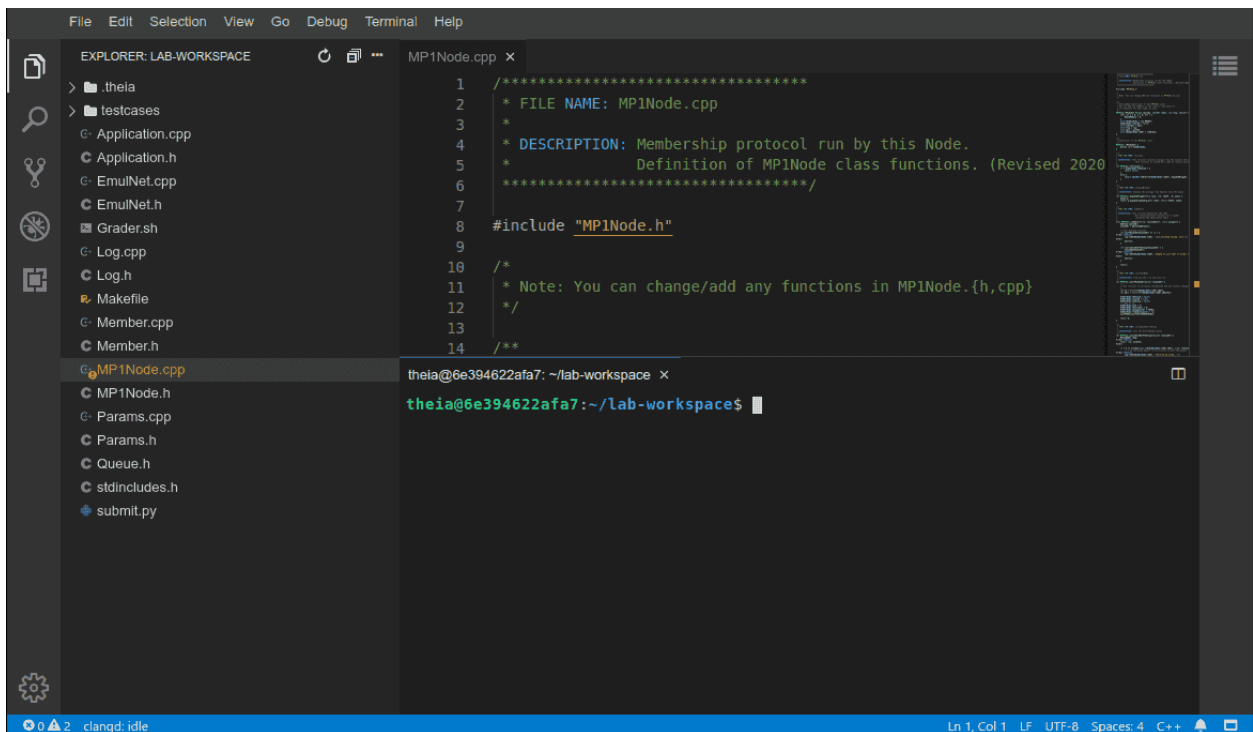 File Edit Selection View Go Debug Terminal Help
EXPLORER: LAB-WORKSPACE
.theia
testcases
Application.cpp
Application.h
EmulNet.cpp
EmulNet.h
Grader.sh
Log.cpp
Log.h
Makefile
Member.cpp
Member.h
MP1Node.cpp
MP1Node.h
Params.cpp
Params.h
Queue.h
stdincludes.h
submit.py
MP1Node.cpp ×
1 /**********************************
2 * FILE NAME: MP1Node.cpp
3 *
4 * DESCRIPTION: Membership protocol run by this Node.
5 * Definition of MP1Node class functions. (Revised 2020
6 **********************************/
7
8 #include "MP1Node.h"
9
10 /*
11 * Note: You can change/add any functions in MP1Node.{h,cpp}
12 */
13
14 /**
theia@6e394622afa7: ~/lab-workspace ×
theia@6e394622afa7:~/lab-workspace$
0 2 clangd: idle Ln 1, Col 1 LF UTF-8 Spaces: 4 C++